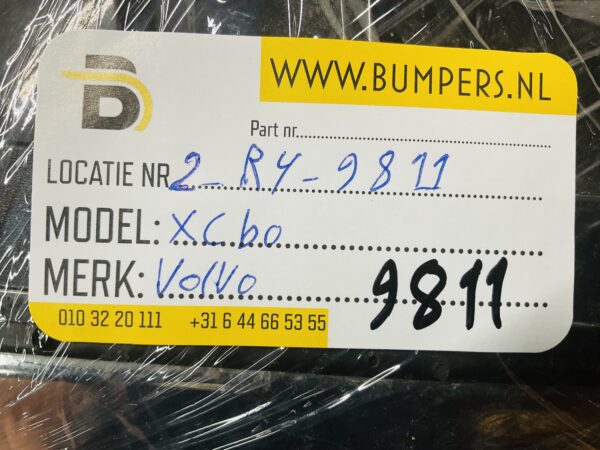 B
WWW.BUMPERS.NL
Part nr.
LOCATIE NR 2-R4-9811
MODEL: XC60
MERK: Volvo
9811
010 32 20 111 +31 6 44 66 53 55